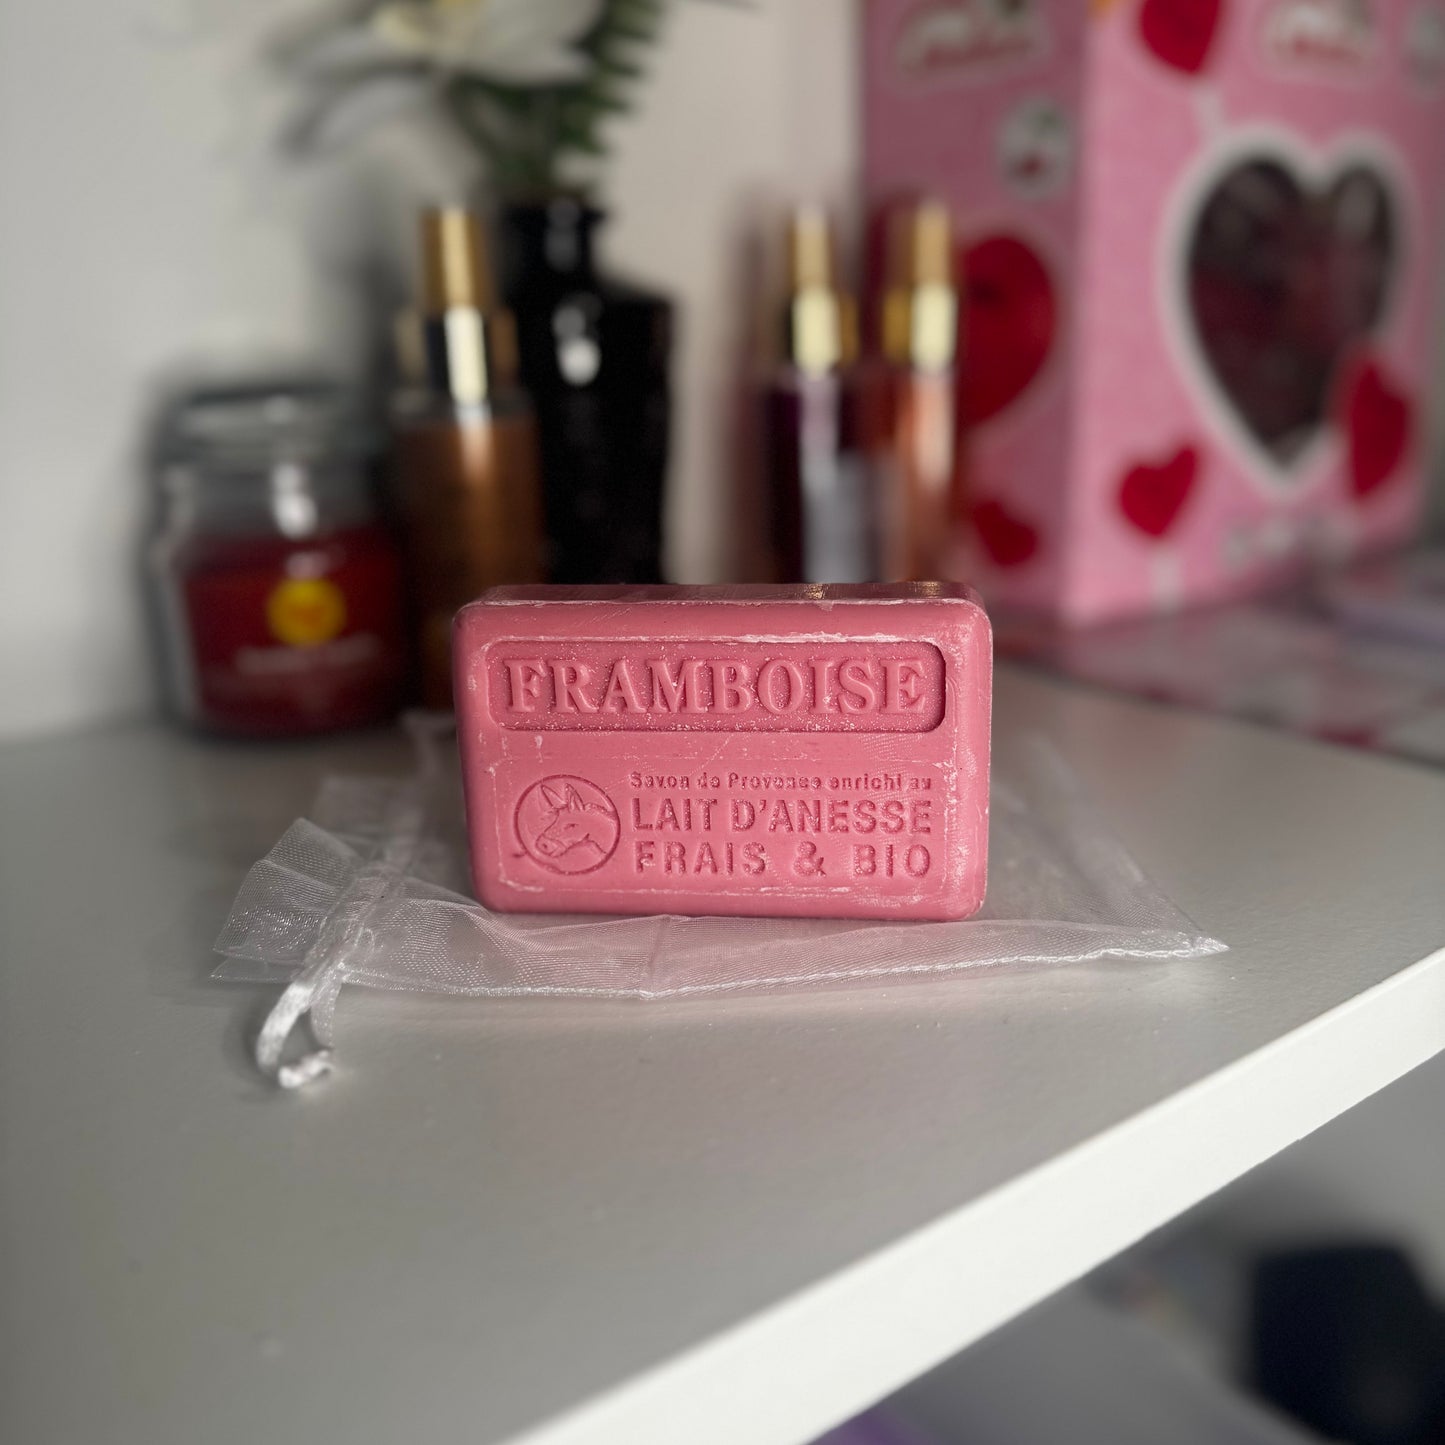 FRAMBOISE
Savon de Provence enrichi au
LAIT D'ANESSE
FRAIS & BIO